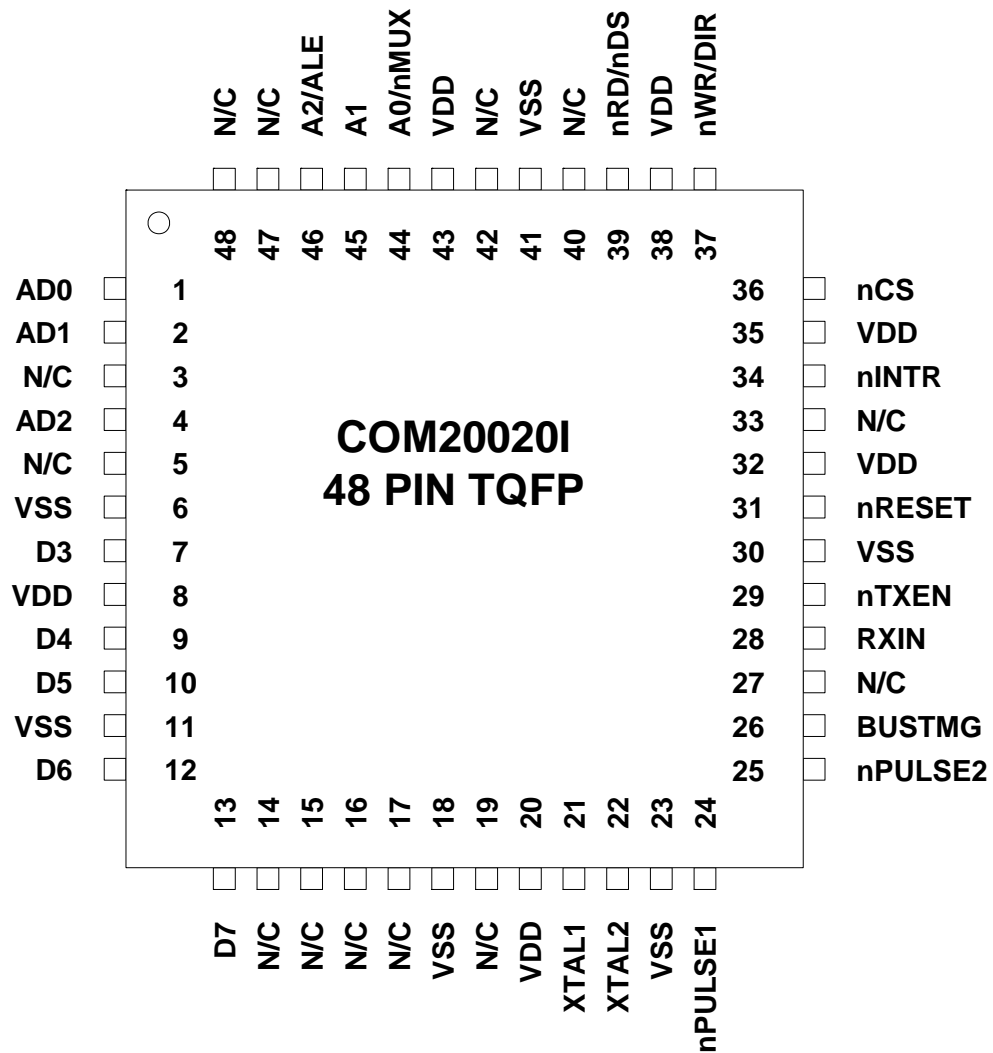 N/C
N/C
A2/ALE
A1
A0/nMUX
VDD
N/C
VSS
N/C
nRD/nDS
VDD
nWR/DIR
48
47
46
45
44
43
42
41
40
39
38
37
AD0 1
AD1 2
N/C 3
AD2 4
N/C 5
VSS 6
D3 7
VDD 8
D4 9
D5 10
VSS 11
D6 12
COM20020I
48 PIN TQFP
36 nCS
35 VDD
34 nINTR
33 N/C
32 VDD
31 nRESET
30 VSS
29 nTXEN
28 RXIN
27 N/C
26 BUSTMG
25 nPULSE2
13
14
15
16
17
18
19
20
21
22
23
24
D7
N/C
N/C
N/C
N/C
VSS
N/C
VDD
XTAL1
XTAL2
VSS
nPULSE1